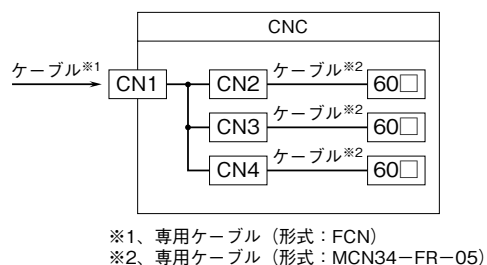 CNC
ケーブル※1
CN1
CN2 ケーブル※2 60□
CN3 ケーブル※2 60□
CN4 ケーブル※2 60□
※1、専用ケーブル（形式：FCN）
※2、専用ケーブル（形式：MCN34－FR－05）